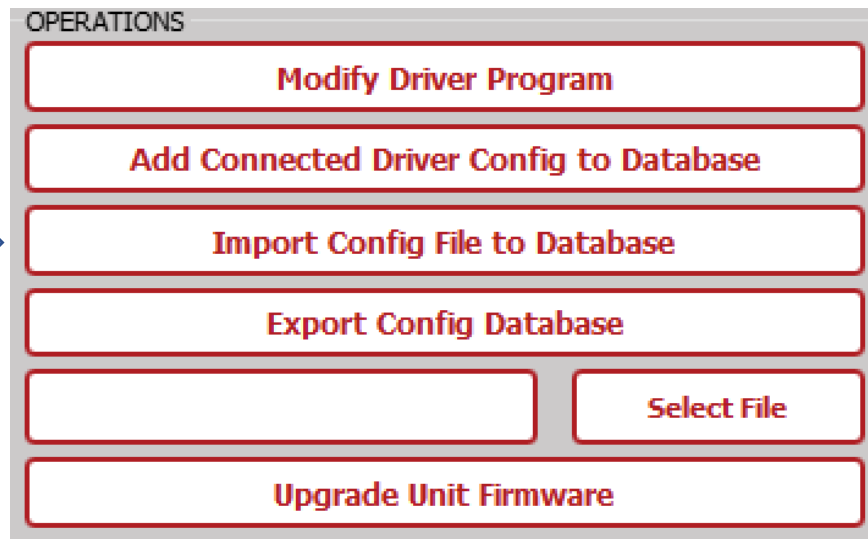 OPERATIONS
Modify Driver Program
Add Connected Driver Config to Database
Import Config File to Database
Export Config Database
Select File
Upgrade Unit Firmware